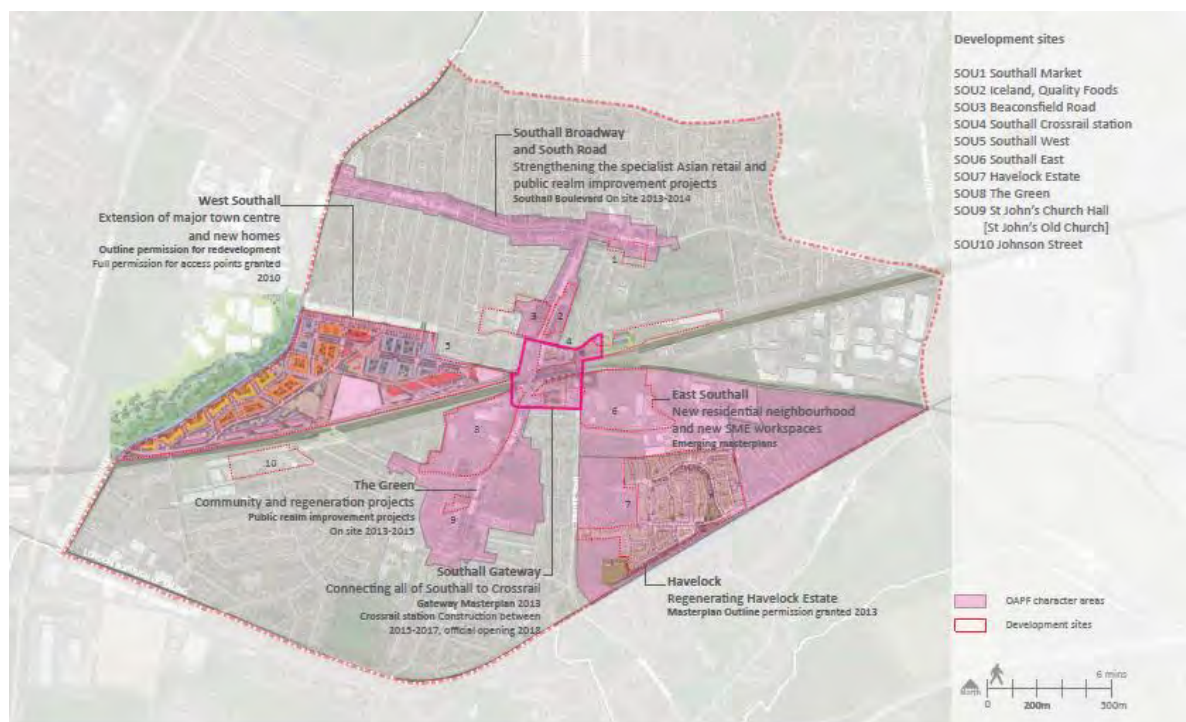 Development sites
SOU1 Southall Market
SOU2 Iceland, Quality Foods
SOU3 Beaconsfield Road
SOU4 Southall Crossrail station
SOU5 Southall West
SOU6 Southall East
SOU7 Havelock Estate
SOU8 The Green
SOU9 St John's Church Hall
[St John's Old Church]
SOU10 Johnson Street
Southall Broadway
and South Road
Strengthening the specialist Asian retail and
public realm improvement projects
Southall Boulevard On site 2013-2014
West Southall
Extension of major town centre
and new homes
Outline permission for redevelopment
Full permission for access points granted
2010
1
2
3
4
5
6
East Southall
New residential neighbourhood
and new SME workspaces
Emerging masterplans
8
10
7
9
The Green
Community and regeneration projects
Public realm improvement projects
On site 2013-2015
Southall Gateway
Connecting all of Southall to Crossrail
Gateway Masterplan 2013
Crossrail station Construction between
2015-2017, official opening 2018
Havelock
Regenerating Havelock Estate
Masterplan Outline permission granted 2013
OAPF character areas
Development sites
6 mins
North
0 200m 500m